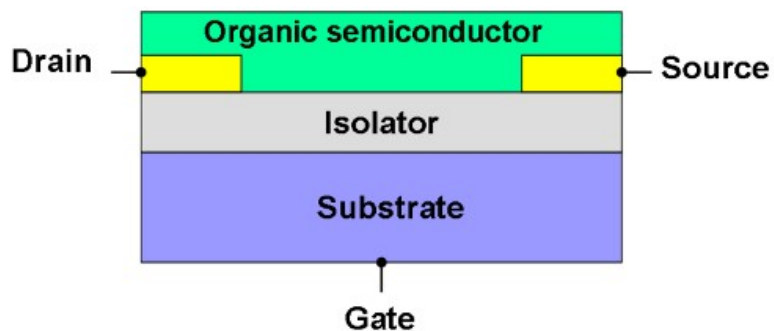 Organic semiconductor
Drain
Source
Isolator
Substrate
Gate